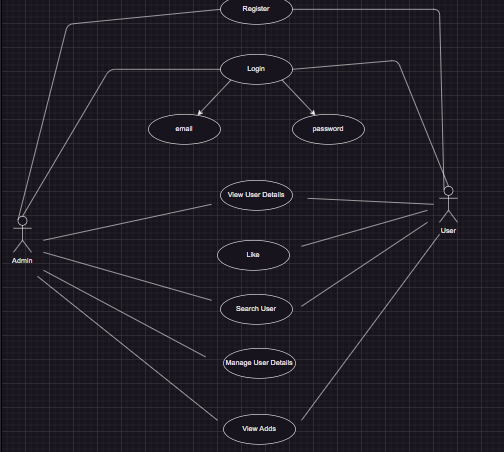 Register
Login
email
password
View User Details
User
Like
Admin
Search User
Manage User Details
View Adds